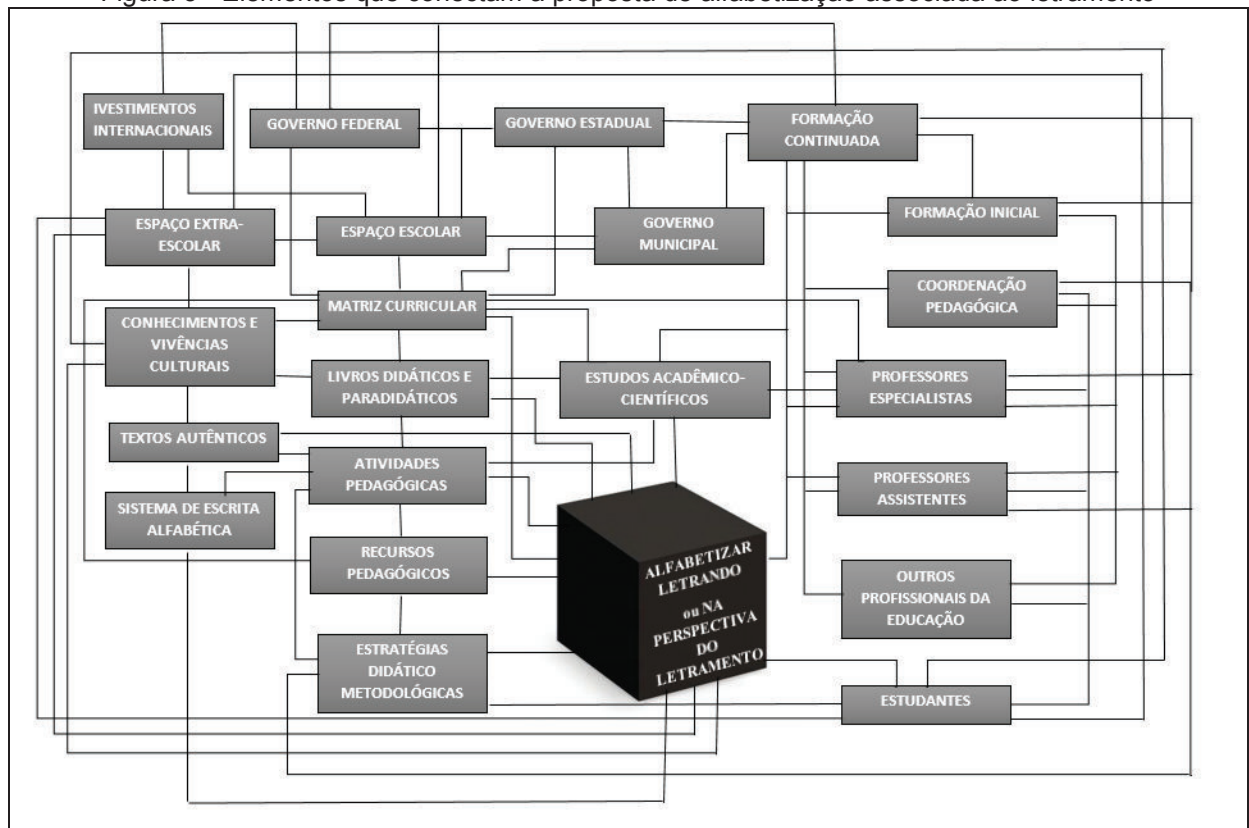 IVESTIMENTOS
INTERNACIONAIS
GOVERNO FEDERAL
GOVERNO ESTADUAL
FORMAÇÃO
CONTINUADA
ESPAÇO EXTRA-
ESCOLAR
ESPAÇO ESCOLAR
GOVERNO
MUNICIPAL
FORMAÇÃO INICIAL
COORDENAÇÃO
PEDAGÓGICA
MATRIZ CURRICULAR
CONHECIMENTOS E
VIVÊNCIAS
CULTURAIS
LIVROS DIDÁTICOS E
PARADIDÁTICOS
ESTUDOS ACADÊMICO-
CIENTÍFICOS
PROFESSORES
ESPECIALISTAS
TEXTOS AUTÊNTICOS
ATIVIDADES
PEDAGÓGICAS
PROFESSORES
ASSISTENTES
SISTEMA DE ESCRITA
ALFABÉTICA
RECURSOS
PEDAGÓGICOS
ALFABETIZAR
LETRANDO
ou NA
PERSPECTIVA
DO
LETRAMENTO
OUTROS
PROFISSIONAIS DA
EDUCAÇÃO
ESTRATÉGIAS
DIDÁTICO
METODOLÓGICAS
ESTUDANTES